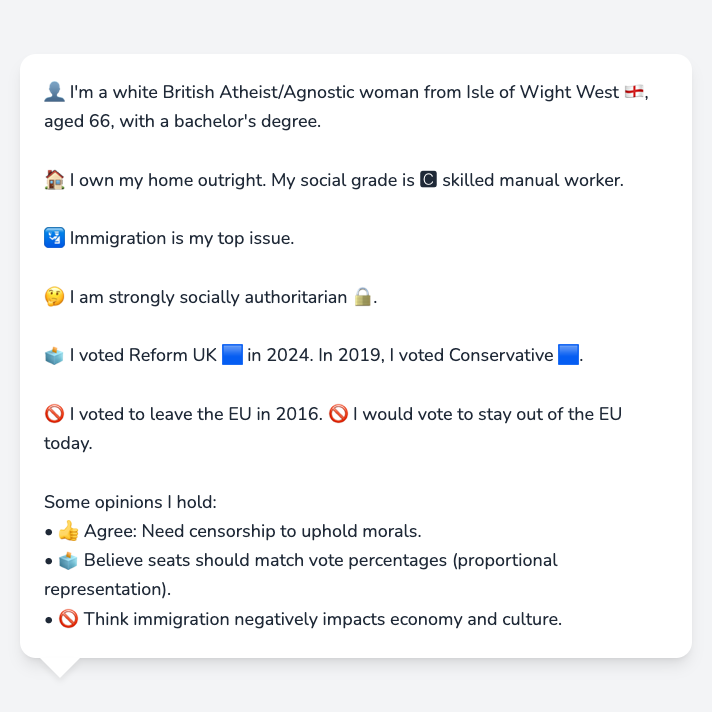 👤 I'm a white British Atheist/Agnostic woman from Isle of Wight West 🏴󠁧󠁢󠁥󠁮󠁧󠁿,
aged 66, with a bachelor's degree.
🏠 I own my home outright. My social grade is 🅲 skilled manual worker.
🛂 Immigration is my top issue.
🤔 I am strongly socially authoritarian 🔒.
🗳️ I voted Reform UK 🟦 in 2024. In 2019, I voted Conservative 🟦.
🚫 I voted to leave the EU in 2016. 🚫 I would vote to stay out of the EU
today.
Some opinions I hold:
• 👍 Agree: Need censorship to uphold morals.
• 🗳️ Believe seats should match vote percentages (proportional
representation).
• 🚫 Think immigration negatively impacts economy and culture.